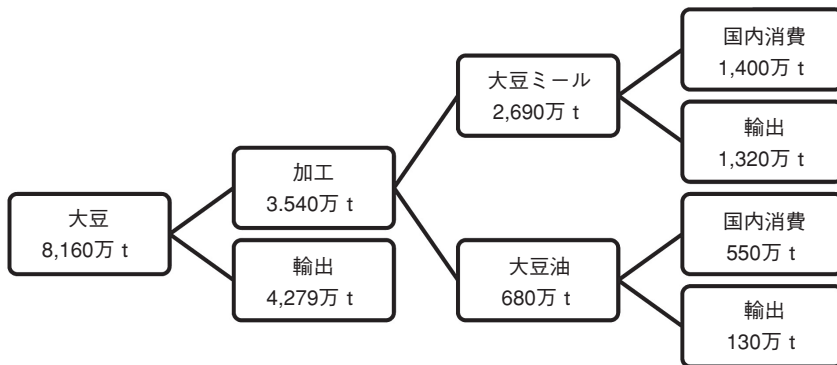 大豆
8,160万 t
加工
3.540万 t
輸出
4,279万 t
大豆ミール
2,690万 t
大豆油
680万 t
国内消費
1,400万 t
輸出
1,320万 t
国内消費
550万 t
輸出
130万 t